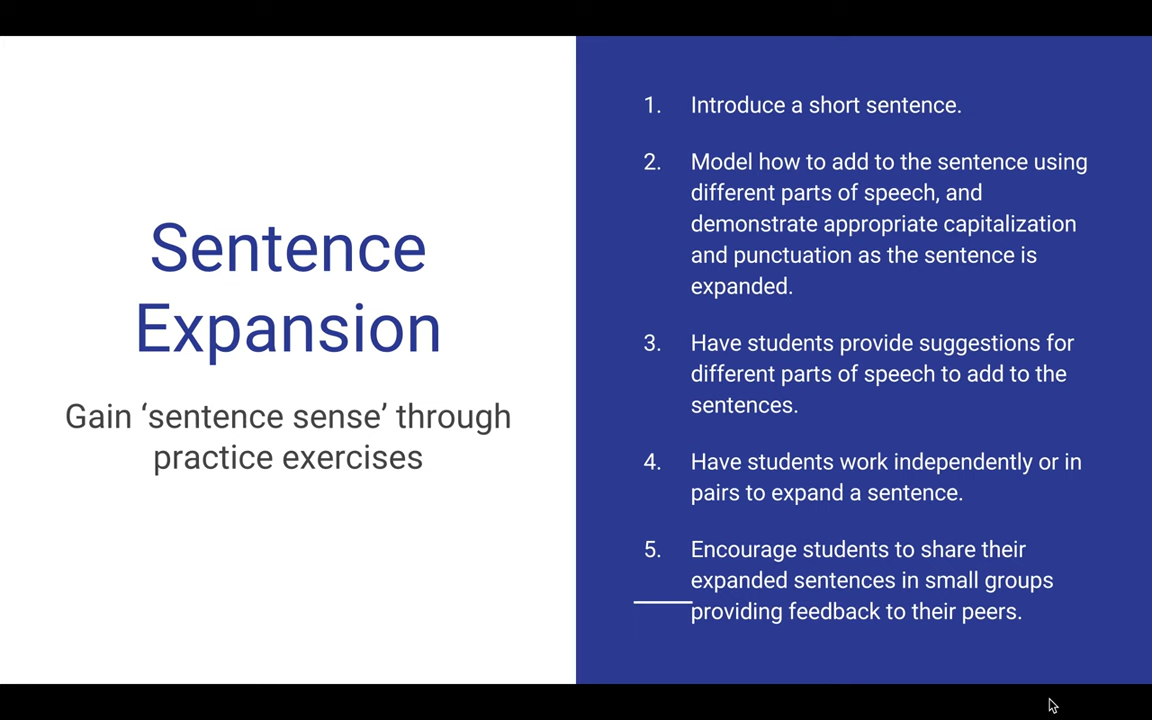 Sentence
Expansion
Gain ‘sentence sense’ through
practice exercises
1. Introduce a short sentence.
2. Model how to add to the sentence using
different parts of speech, and
demonstrate appropriate capitalization
and punctuation as the sentence is
expanded.
3. Have students provide suggestions for
different parts of speech to add to the
sentences.
4. Have students work independently or in
pairs to expand a sentence.
5. Encourage students to share their
expanded sentences in small groups
providing feedback to their peers.